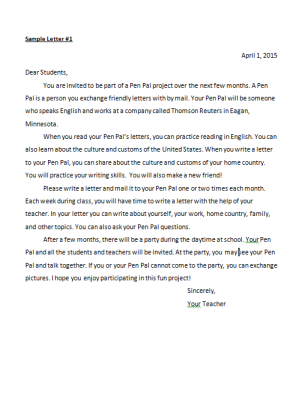 Sample Letter #1
April 1, 2015
Dear Students,
You are invited to be part of a Pen Pal project over the next few months. A Pen
Pal is a person you exchange friendly letters with by mail. Your Pen Pal will be someone
who speaks English and works at a company called Thomson Reuters in Eagan,
Minnesota.
When you read your Pen Pal's letters, you can practice reading in English. You can
also learn about the culture and customs of the United States. When you write a letter
to your Pen Pal, you can share about the culture and customs of your home country.
You will practice your writing skills. You will also make a new friend!
Please write a letter and mail it to your Pen Pal one or two times each month.
Each week during class, you will have time to write a letter with the help of your
teacher. In your letter you can write about yourself, your work, home country, family,
and other topics. You can also ask your Pen Pal questions.
After a few months, there will be a party during the daytime at school. Your Pen
Pal and all the students and teachers will be invited. At the party, you may see your Pen
Pal and talk together. If you or your Pen Pal cannot come to the party, you can exchange
pictures. I hope you enjoy participating in this fun project!
Sincerely,
Your Teacher